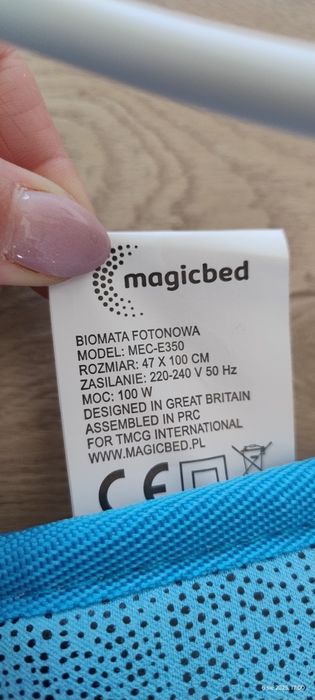 magicbed
BIOMATA FOTONOWA
MODEL: MEC-E350
ROZMIAR: 47 X 100 CM
ZASILANIE: 220-240 V 50 Hz
MOC: 100 W
DESIGNED IN GREAT BRITAIN
ASSEMBLED IN PRC
FOR TMCG INTERNATIONAL
WWW.MAGICBED.PL
CE